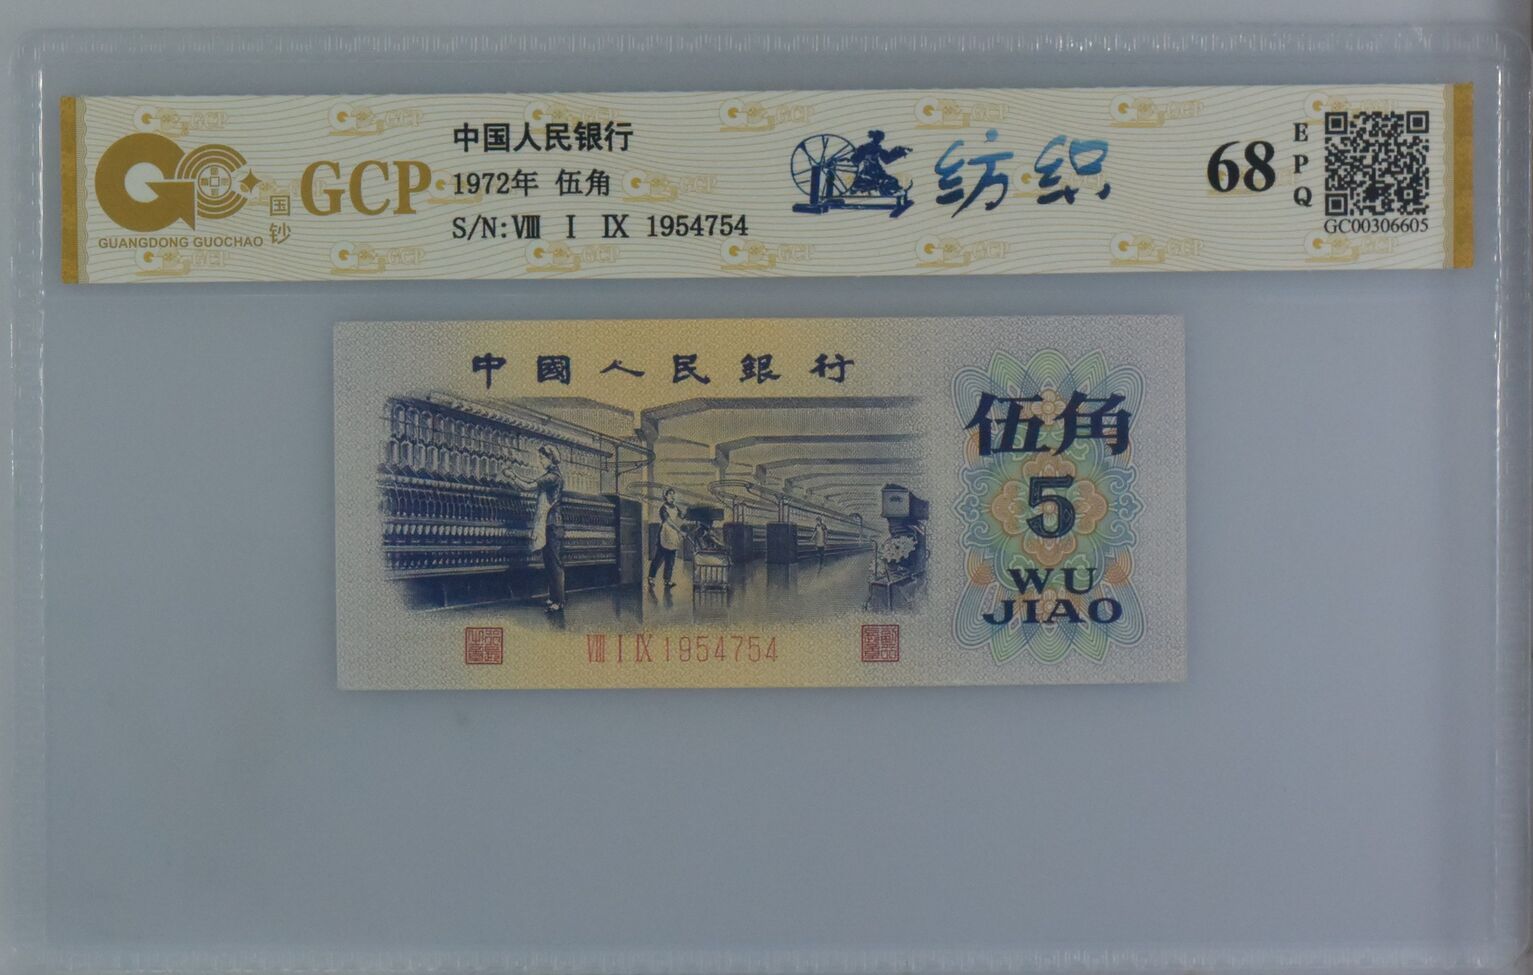 GCP
国钞
GUANGDONG GUOCHAO
中国人民银行
1972年 伍角
S/N:Ⅷ Ⅰ Ⅸ 1954754
纺织
68
EPQ
GC00306605
中國人民銀行
伍角
5
WU
JIAO
Ⅷ Ⅰ Ⅸ 1954754